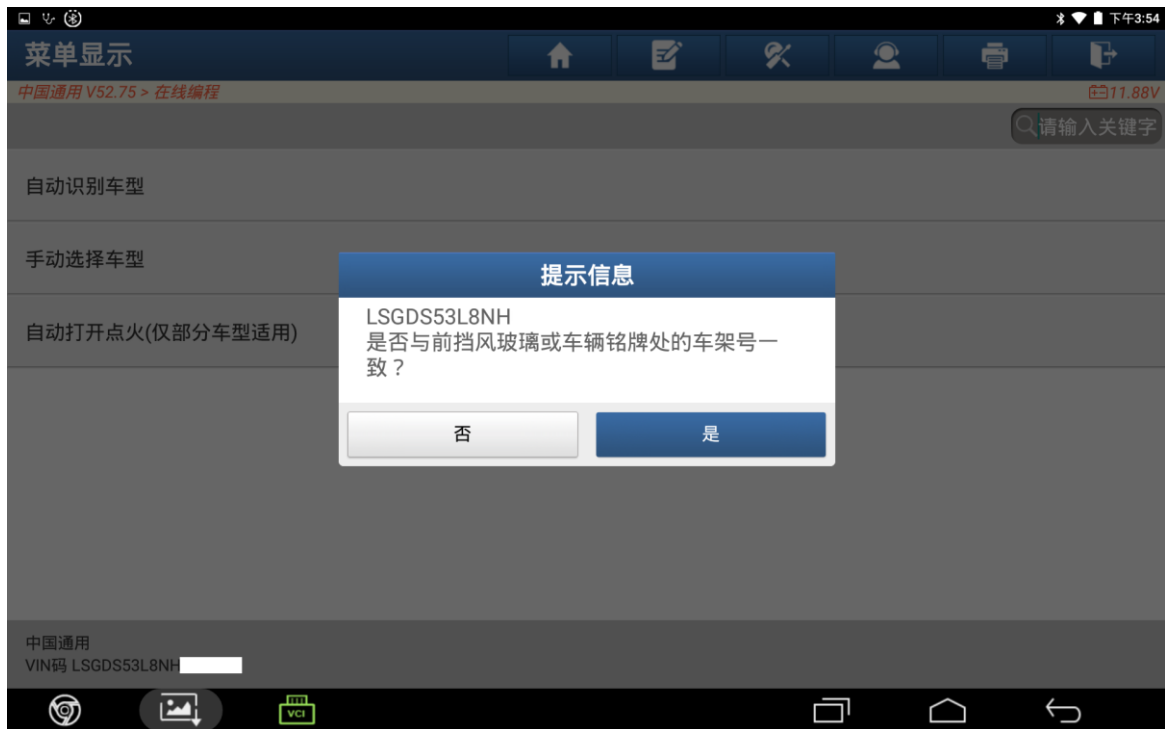 下午3:54
菜单显示
中国通用 V52.75 > 在线编程
11.88V
请输入关键字
自动识别车型
手动选择车型
自动打开点火(仅部分车型适用)
提示信息
LSGDS53L8NH
是否与前挡风玻璃或车辆铭牌处的车架号一
致？
否
是
中国通用
VIN码 LSGDS53L8NH
VCI